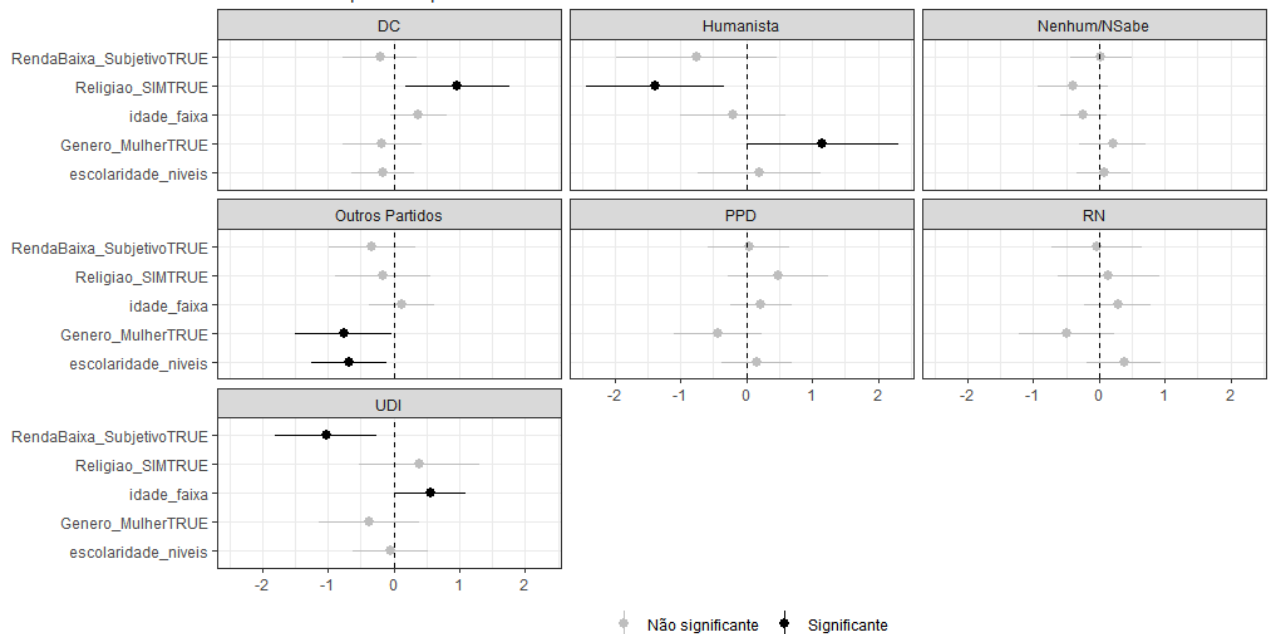 DC
Humanista
Nenhum/NSabe
RendaBaixa_SubjetivoTRUE
Religiao_SIMTRUE
idade_faixa
Genero_MulherTRUE
escolaridade_niveis
Outros Partidos
PPD
RN
RendaBaixa_SubjetivoTRUE
Religiao_SIMTRUE
idade_faixa
Genero_MulherTRUE
escolaridade_niveis
-2 -1 0 1 2
-2 -1 0 1 2
UDI
RendaBaixa_SubjetivoTRUE
Religiao_SIMTRUE
idade_faixa
Genero_MulherTRUE
escolaridade_niveis
-2 -1 0 1 2
Não significante
Significante